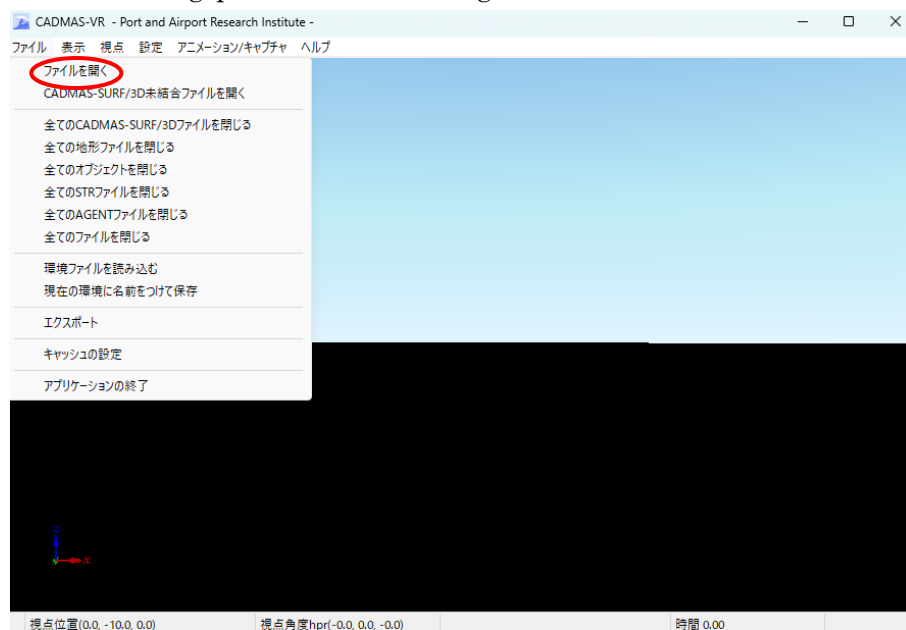 CADMAS-VR - Port and Airport Research Institute -
ファイル 表示 視点 設定 アニメーション/キャプチャ ヘルプ
ファイルを開く
CADMAS-SURF/3D未結合ファイルを開く
全てのCADMAS-SURF/3Dファイルを閉じる
全ての地形ファイルを閉じる
全てのオブジェクトを閉じる
全てのSTRファイルを閉じる
全てのAGENTファイルを閉じる
全てのファイルを閉じる
環境ファイルを読み込む
現在の環境に名前をつけて保存
エクスポート
キャッシュの設定
アプリケーションの終了
Z
X
視点位置(0.0, -10.0, 0.0) 視点角度hpr(-0.0, 0.0, -0.0) 時間 0.00